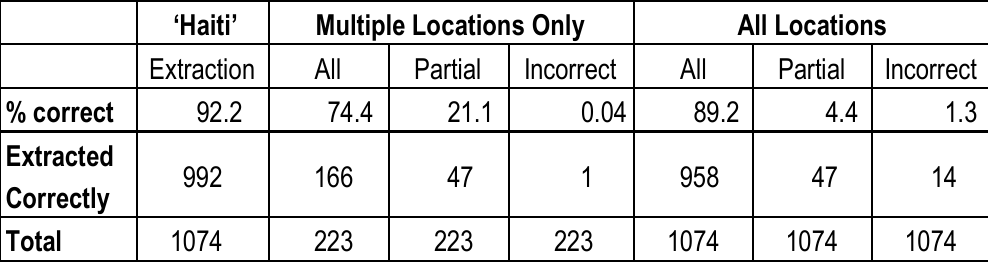 ‘Haiti’ Multiple Locations Only All Locations
Extraction All Partial Incorrect All Partial Incorrect
% correct 92.2 74.4 21.1 0.04 89.2 4.4 1.3
Extracted
Correctly 992 166 47 1 958 47 14
Total 1074 223 223 223 1074 1074 1074